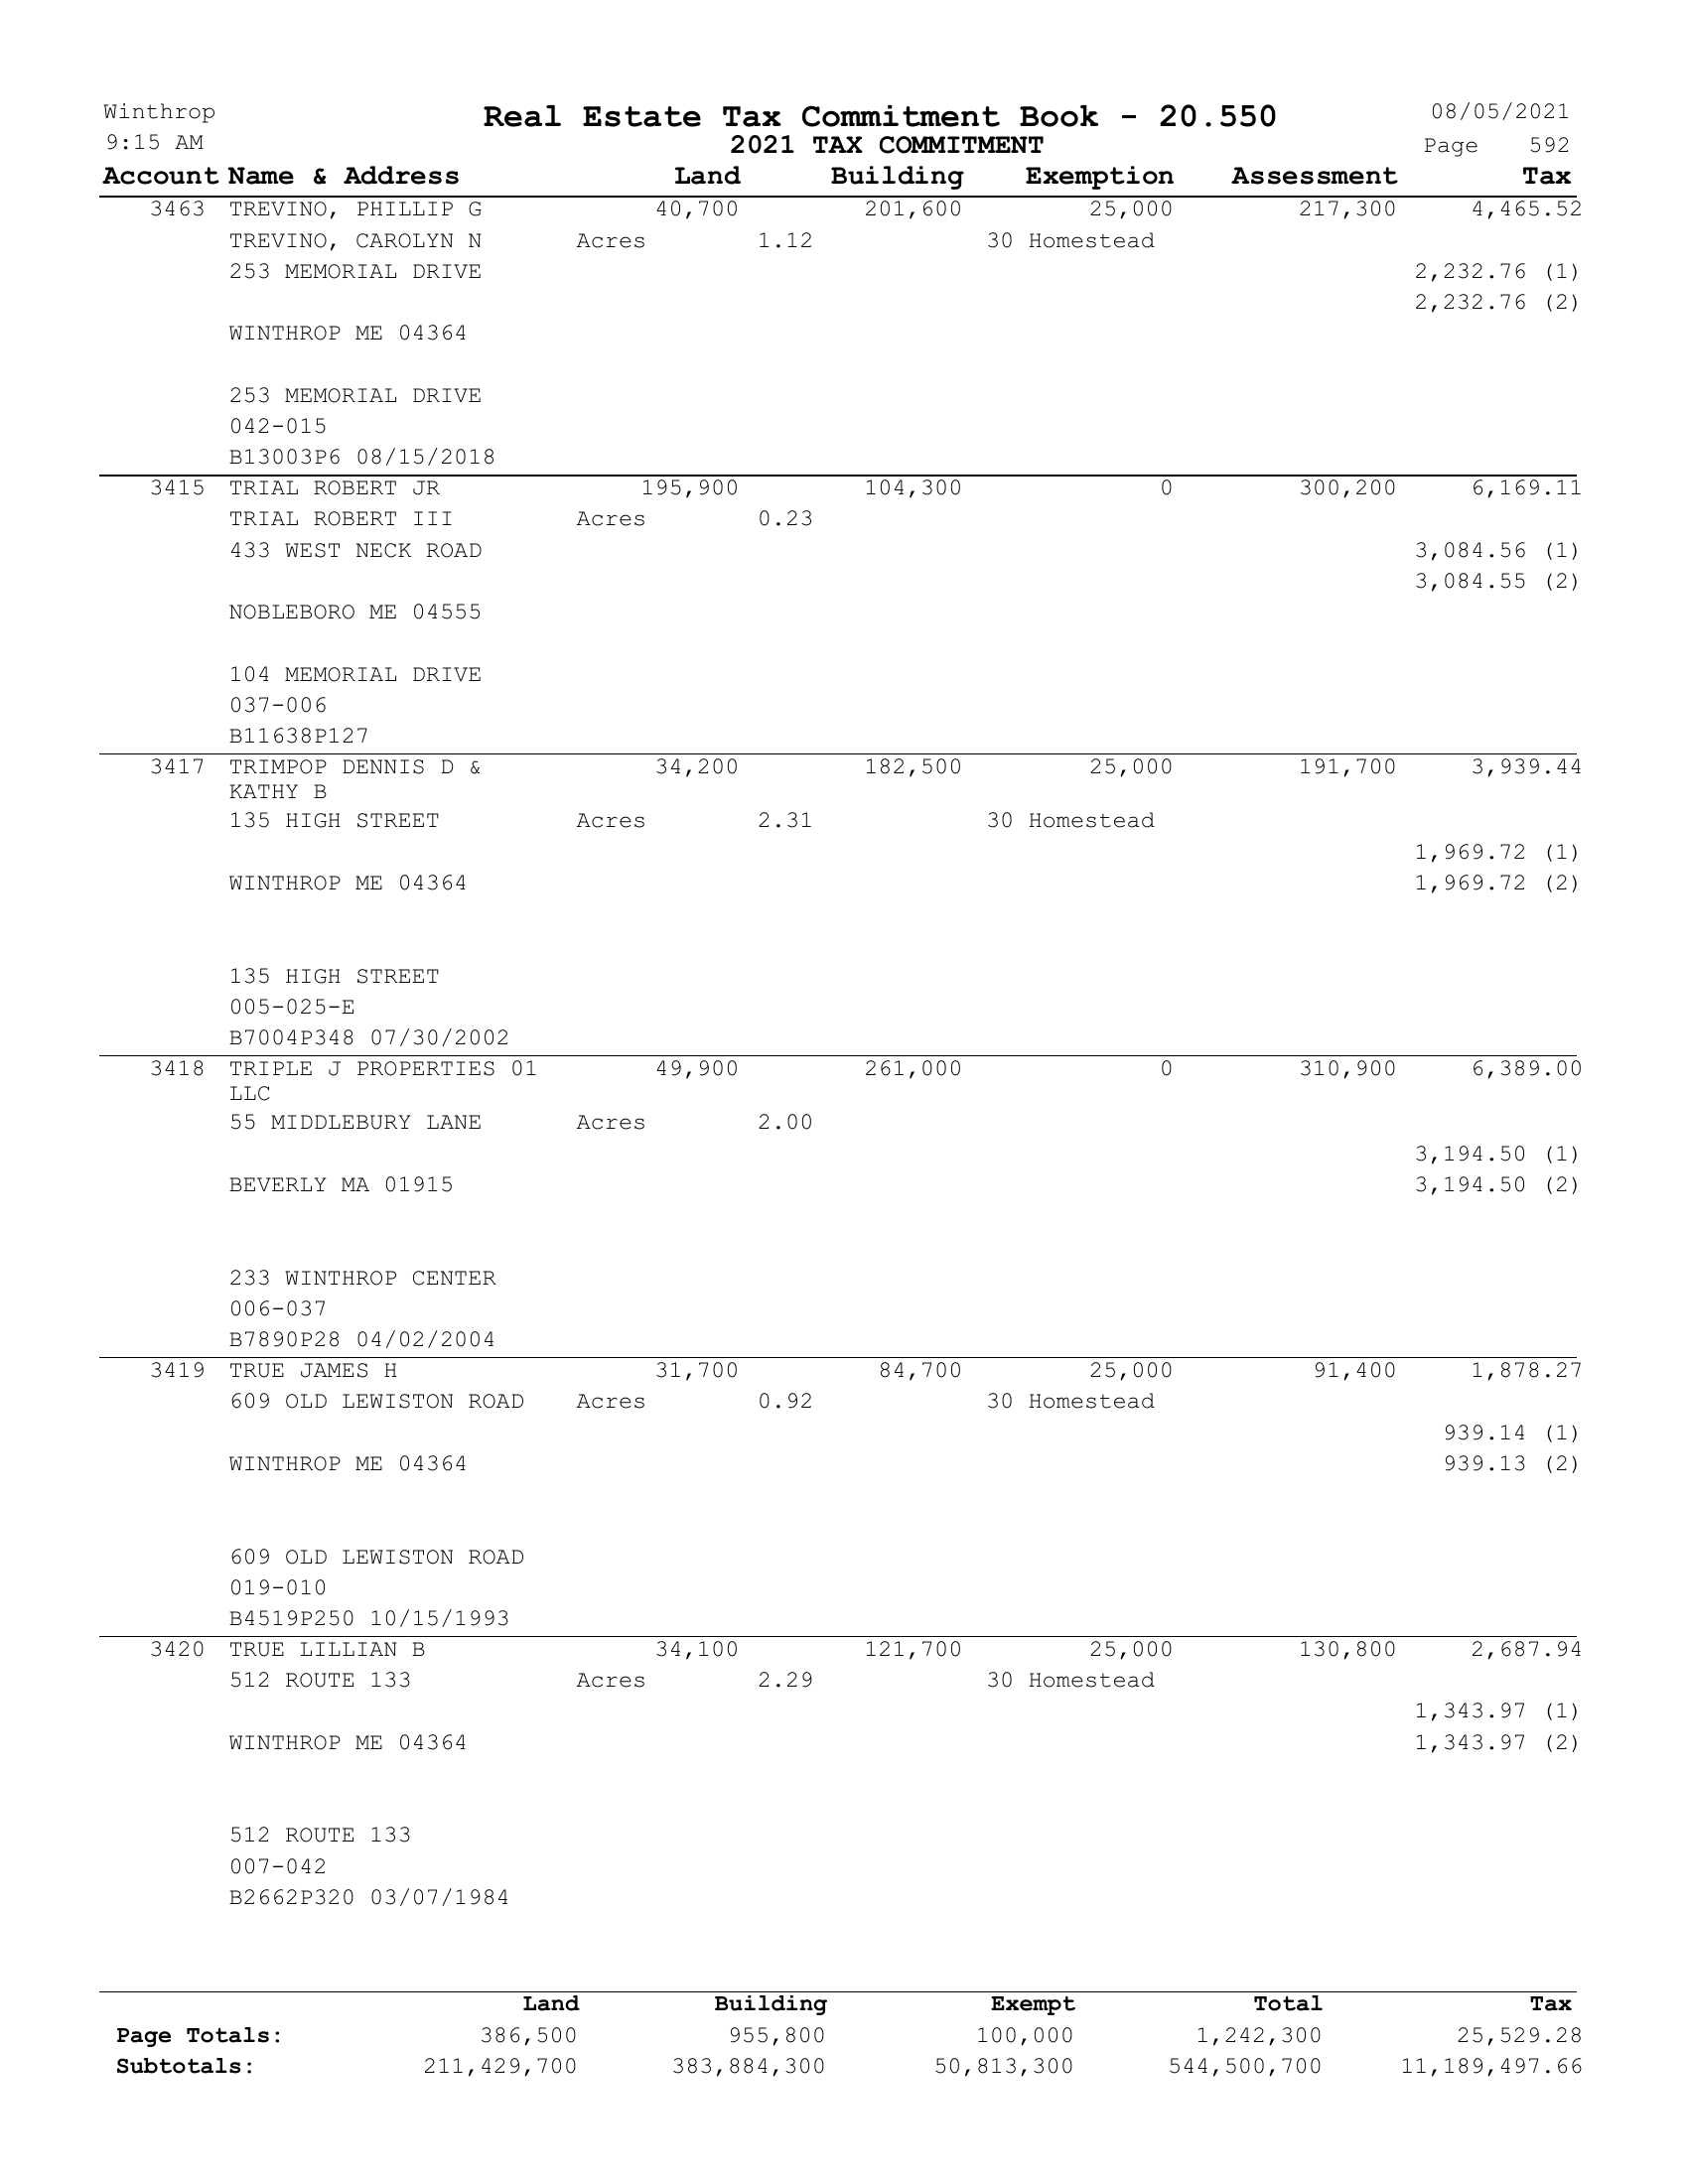 Winthrop Real Estate Tax Commitment Book - 20.550 08/05/2021
9:15 AM 2021 TAX COMMITMENT Page 592
Account Name & Address Land Building Exemption Assessment Tax
3463 TREVINO, PHILLIP G 40,700 201,600 25,000 217,300 4,465.52
TREVINO, CAROLYN N Acres 1.12 30 Homestead
253 MEMORIAL DRIVE 2,232.76 (1)
2,232.76 (2)
WINTHROP ME 04364
253 MEMORIAL DRIVE
042-015
B13003P6 08/15/2018
3415 TRIAL ROBERT JR 195,900 104,300 0 300,200 6,169.11
TRIAL ROBERT III Acres 0.23
433 WEST NECK ROAD 3,084.56 (1)
3,084.55 (2)
NOBLEBORO ME 04555
104 MEMORIAL DRIVE
037-006
B11638P127
3417 TRIMPOP DENNIS D & 34,200 182,500 25,000 191,700 3,939.44
KATHY B
135 HIGH STREET Acres 2.31 30 Homestead
1,969.72 (1)
WINTHROP ME 04364 1,969.72 (2)
135 HIGH STREET
005-025-E
B7004P348 07/30/2002
3418 TRIPLE J PROPERTIES 01 49,900 261,000 0 310,900 6,389.00
LLC
55 MIDDLEBURY LANE Acres 2.00
3,194.50 (1)
BEVERLY MA 01915 3,194.50 (2)
233 WINTHROP CENTER
006-037
B7890P28 04/02/2004
3419 TRUE JAMES H 31,700 84,700 25,000 91,400 1,878.27
609 OLD LEWISTON ROAD Acres 0.92 30 Homestead
939.14 (1)
WINTHROP ME 04364 939.13 (2)
609 OLD LEWISTON ROAD
019-010
B4519P250 10/15/1993
3420 TRUE LILLIAN B 34,100 121,700 25,000 130,800 2,687.94
512 ROUTE 133 Acres 2.29 30 Homestead
1,343.97 (1)
WINTHROP ME 04364 1,343.97 (2)
512 ROUTE 133
007-042
B2662P320 03/07/1984
Land Building Exempt Total Tax
Page Totals: 386,500 955,800 100,000 1,242,300 25,529.28
Subtotals: 211,429,700 383,884,300 50,813,300 544,500,700 11,189,497.66